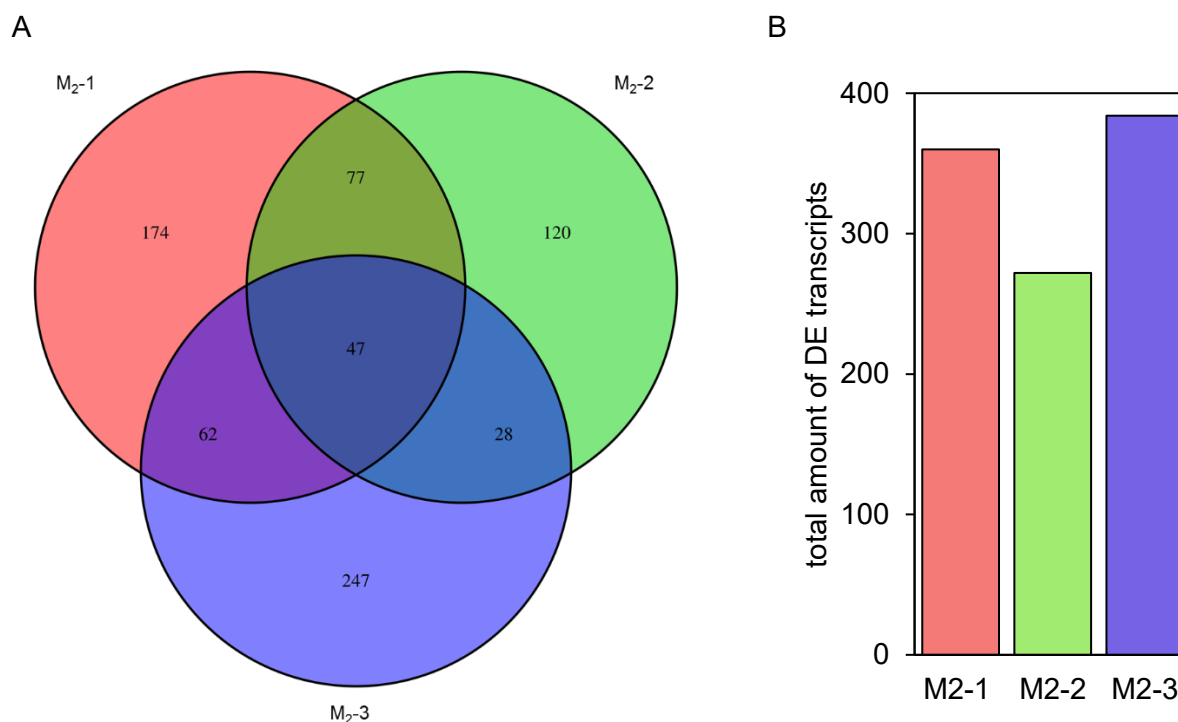 A
B
M₂-1
M₂-2
77
174
120
47
62
28
247
M₂-3
total amount of DE transcripts
400
300
200
100
0
M2-1 M2-2 M2-3